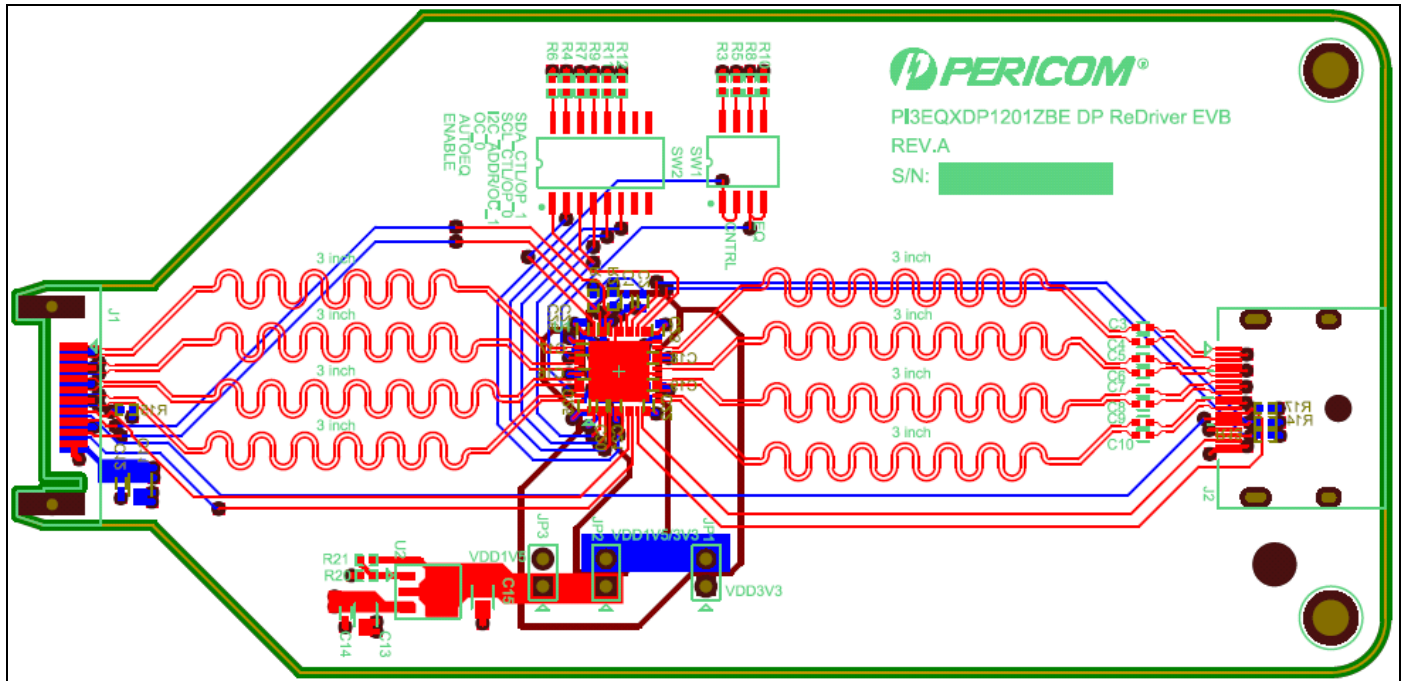 R6
R4
R7
R9
R11
R12
R3
R5
R8
R10
PERICOM®
PI3EQXDP1201ZBE DP ReDriver EVB
REV.A
S/N:
SDA_CTL/OP_1
SCL_CTL/OP_0
I2C_ADDR/OC_1
OC_0
AUTOEQ
ENABLE
SW2
SW1
CNTRL
EQ
3 inch
3 inch
3 inch
3 inch
3 inch
3 inch
3 inch
3 inch
J1
C3
C4
C5
C6
C7
C8
C9
C10
R17
R14
J2
JP3
JP2
JP1
VDD1V5
VDD1V5/3V3
VDD3V3
R21
R20
U2
C15
C14
C13